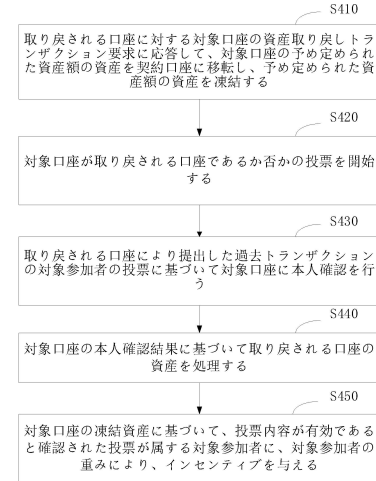 S410
取り戻される口座に対する対象口座の資産取り戻しトラ
ンザクション要求に応答して、対象口座の予め定められ
た資産額の資産を契約口座に移転し、予め定められた資
産額の資産を凍結する
S420
対象口座が取り戻される口座であるか否かの投票を開始
する
S430
取り戻される口座により提出した過去トランザクション
の対象参加者の投票に基づいて対象口座に本人確認を行
う
S440
対象口座の本人確認結果に基づいて取り戻される口座の
資産を処理する
S450
対象口座の凍結資産に基づいて、投票内容が有効である
と確認された投票が属する対象参加者に、対象参加者の
重みにより、インセンティブを与える